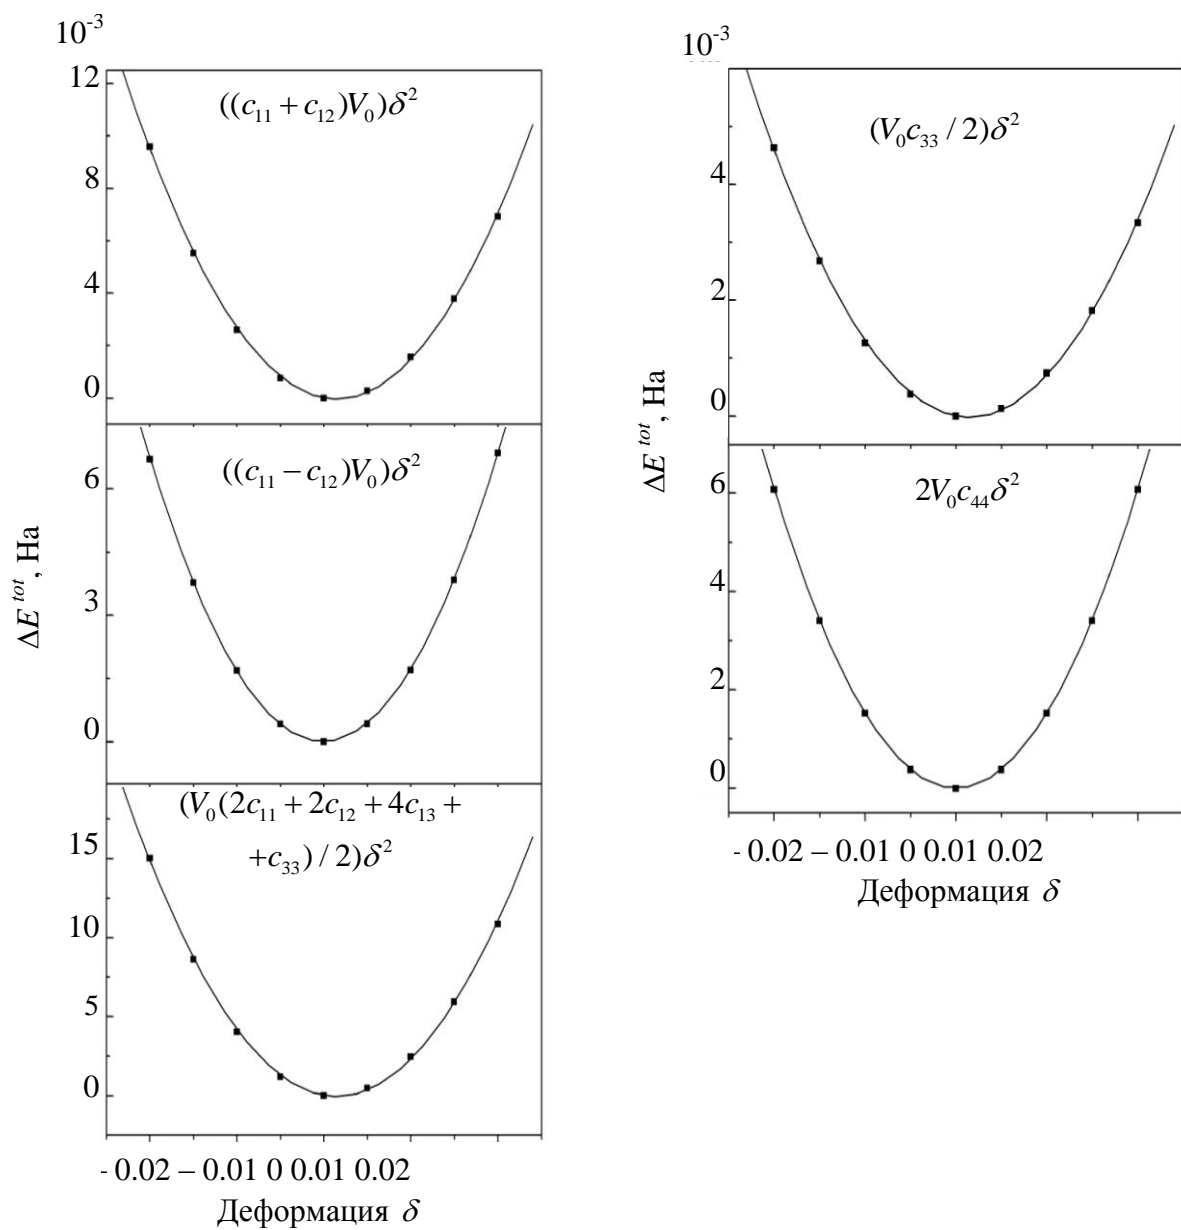 10⁻³
12
((c₁₁ + c₁₂)V₀)δ²
8
4
0
((c₁₁ − c₁₂)V₀)δ²
6
3
0
ΔE ᵗᵒᵗ, Ha
(V₀(2c₁₁ + 2c₁₂ + 4c₁₃ +
+c₃₃) / 2)δ²
15
10
5
0
- 0.02 – 0.01 0 0.01 0.02
Деформация δ
10⁻³
(V₀c₃₃ / 2)δ²
4
2
0
ΔE ᵗᵒᵗ, Ha
2V₀c₄₄δ²
6
4
2
0
- 0.02 – 0.01 0 0.01 0.02
Деформация δ